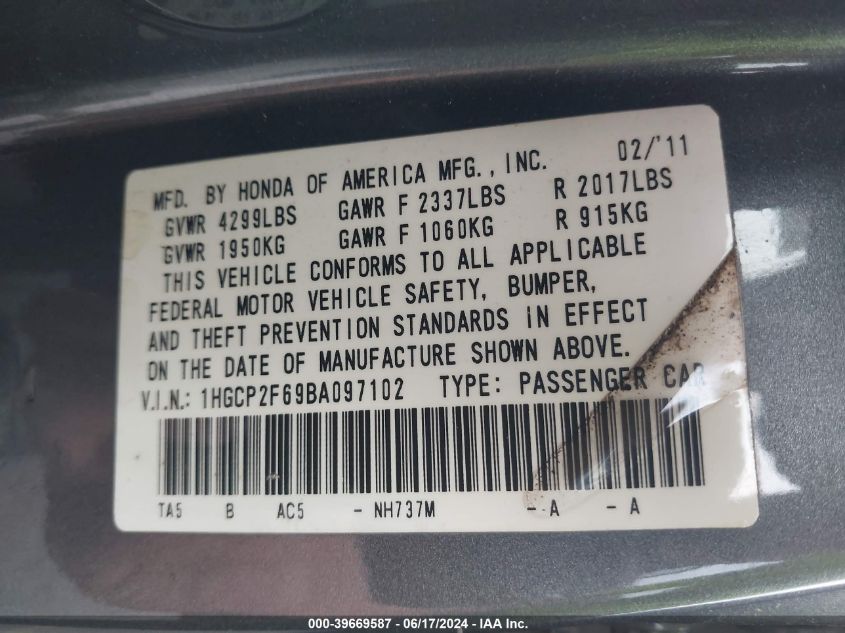 MFD. BY HONDA OF AMERICA MFG., INC. 02/'11
GVWR 4299LBS GAWR F 2337LBS R 2017LBS
GVWR 1950KG GAWR F 1060KG R 915KG
THIS VEHICLE CONFORMS TO ALL APPLICABLE
FEDERAL MOTOR VEHICLE SAFETY, BUMPER,
AND THEFT PREVENTION STANDARDS IN EFFECT
ON THE DATE OF MANUFACTURE SHOWN ABOVE.
V.I.N.: 1HGCP2F69BA097102 TYPE: PASSENGER CAR
TA5 B AC5 - NH737M - A - A
000-39669587 - 06/17/2024 - IAA Inc.